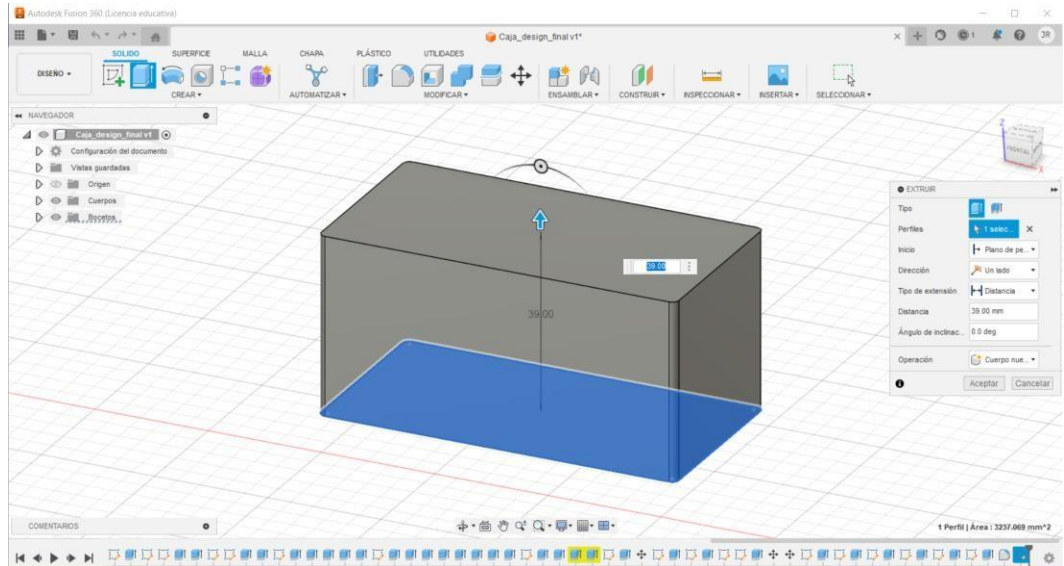 Autodesk Fusion 360 (Licencia educativa)
Caja_design_final v1*
1
JR
DISEÑO
SÓLIDO SUPERFICIE MALLA CHAPA PLÁSTICO UTILIDADES
CREAR AUTOMATIZAR MODIFICAR ENSAMBLAR CONSTRUIR INSPECCIONAR INSERTAR SELECCIONAR
NAVEGADOR
Caja_design_final v1
Configuración del documento
Vistas guardadas
Origen
Cuerpos
Bocetos
Z
FRONTAL
X
39.00
39.00
EXTRUIR
Tipo
Perfiles 1 selec...
Inicio Plano de pe...
Dirección Un lado
Tipo de extensión Distancia
Distancia 39.00 mm
Ángulo de inclinac... 0.0 deg
Operación Cuerpo nue...
Aceptar Cancelar
COMENTARIOS
1 Perfil | Área : 3237.069 mm^2